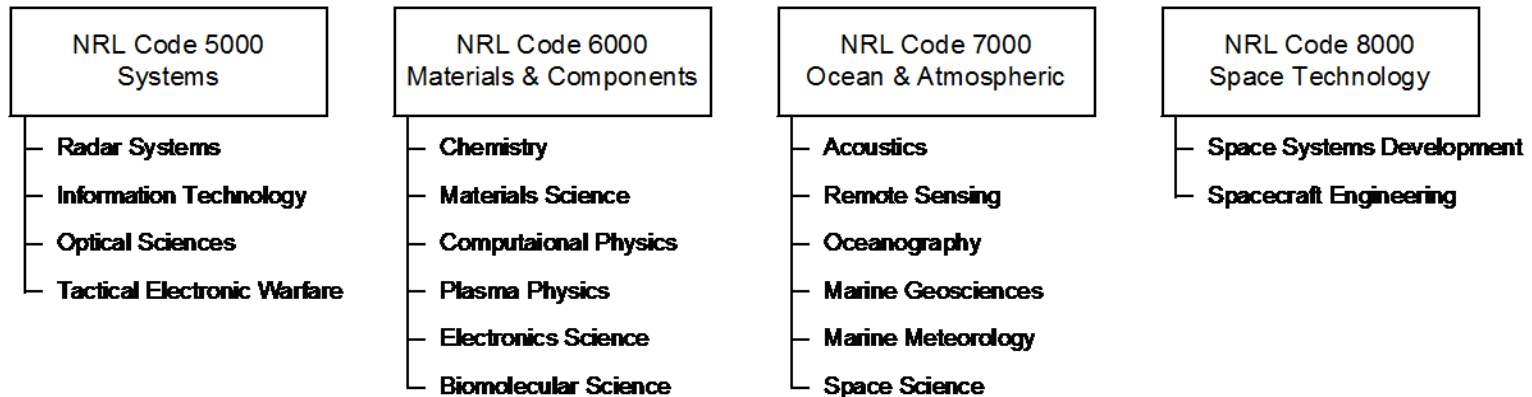 NRL Code 5000
Systems
Radar Systems
Information Technology
Optical Sciences
Tactical Electronic Warfare
NRL Code 6000
Materials & Components
Chemistry
Materials Science
Computaional Physics
Plasma Physics
Electronics Science
Biomolecular Science
NRL Code 7000
Ocean & Atmospheric
Acoustics
Remote Sensing
Oceanography
Marine Geosciences
Marine Meteorology
Space Science
NRL Code 8000
Space Technology
Space Systems Development
Spacecraft Engineering